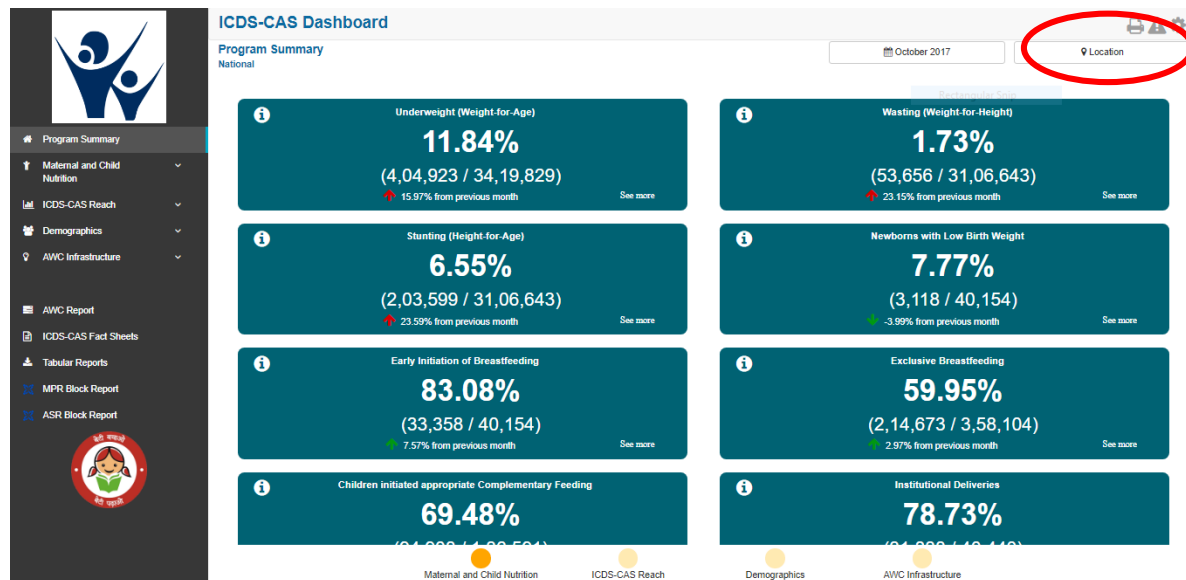 ICDS-CAS Dashboard
Program Summary
National
October 2017
Location
Rectangular Snip
Program Summary
Maternal and Child
Nutrition
ICDS-CAS Reach
Demographics
AWC Infrastructure
AWC Report
ICDS-CAS Fact Sheets
Tabular Reports
MPR Block Report
ASR Block Report
बेटी बचाओ
बेटी पढ़ाओ
Underweight (Weight-for-Age)
11.84%
(4,04,923 / 34,19,829)
15.97% from previous month
See more
Wasting (Weight-for-Height)
1.73%
(53,656 / 31,06,643)
23.15% from previous month
See more
Stunting (Height-for-Age)
6.55%
(2,03,599 / 31,06,643)
23.59% from previous month
See more
Newborns with Low Birth Weight
7.77%
(3,118 / 40,154)
-3.99% from previous month
See more
Early Initiation of Breastfeeding
83.08%
(33,358 / 40,154)
7.57% from previous month
See more
Exclusive Breastfeeding
59.95%
(2,14,673 / 3,58,104)
2.97% from previous month
See more
Children initiated appropriate Complementary Feeding
69.48%
Institutional Deliveries
78.73%
Maternal and Child Nutrition
ICDS-CAS Reach
Demographics
AWC Infrastructure